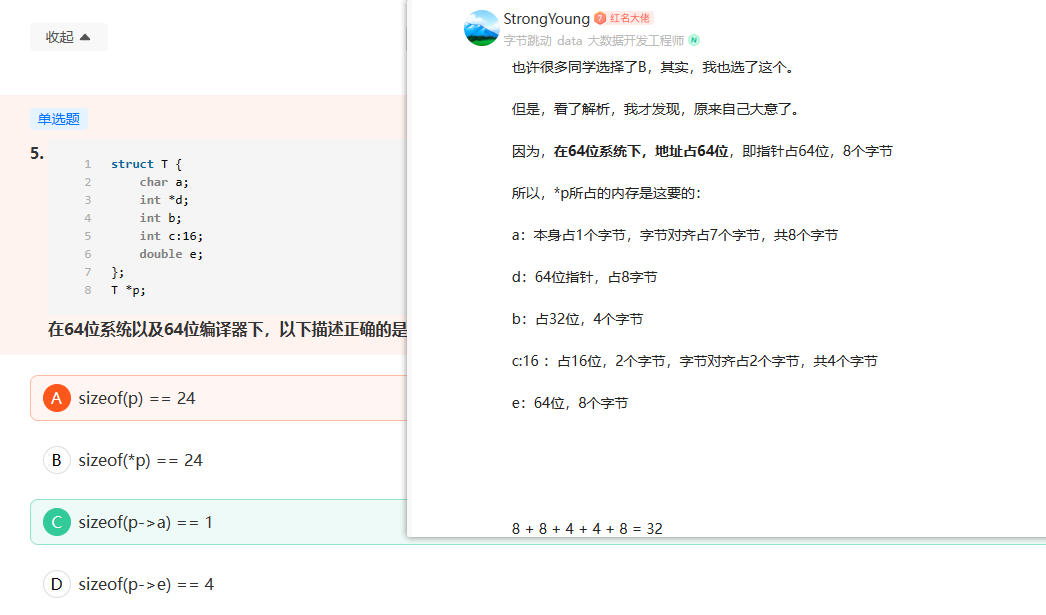 收起
单选题
5.
1 struct T {
2 char a;
3 int *d;
4 int b;
5 int c:16;
6 double e;
7 };
8 T *p;
在64位系统以及64位编译器下，以下描述正确的是
A sizeof(p) == 24
B sizeof(*p) == 24
C sizeof(p->a) == 1
D sizeof(p->e) == 4
StrongYoung 7 红名大佬
字节跳动 data 大数据开发工程师 N
也许很多同学选择了B，其实，我也选了这个。
但是，看了解析，我才发现，原来自己大意了。
因为，在64位系统下，地址占64位，即指针占64位，8个字节
所以，*p所占的内存是这要的：
a：本身占1个字节，字节对齐占7个字节，共8个字节
d：64位指针，占8字节
b：占32位，4个字节
c:16 ：占16位，2个字节，字节对齐占2个字节，共4个字节
e：64位，8个字节
8 + 8 + 4 + 4 + 8 = 32